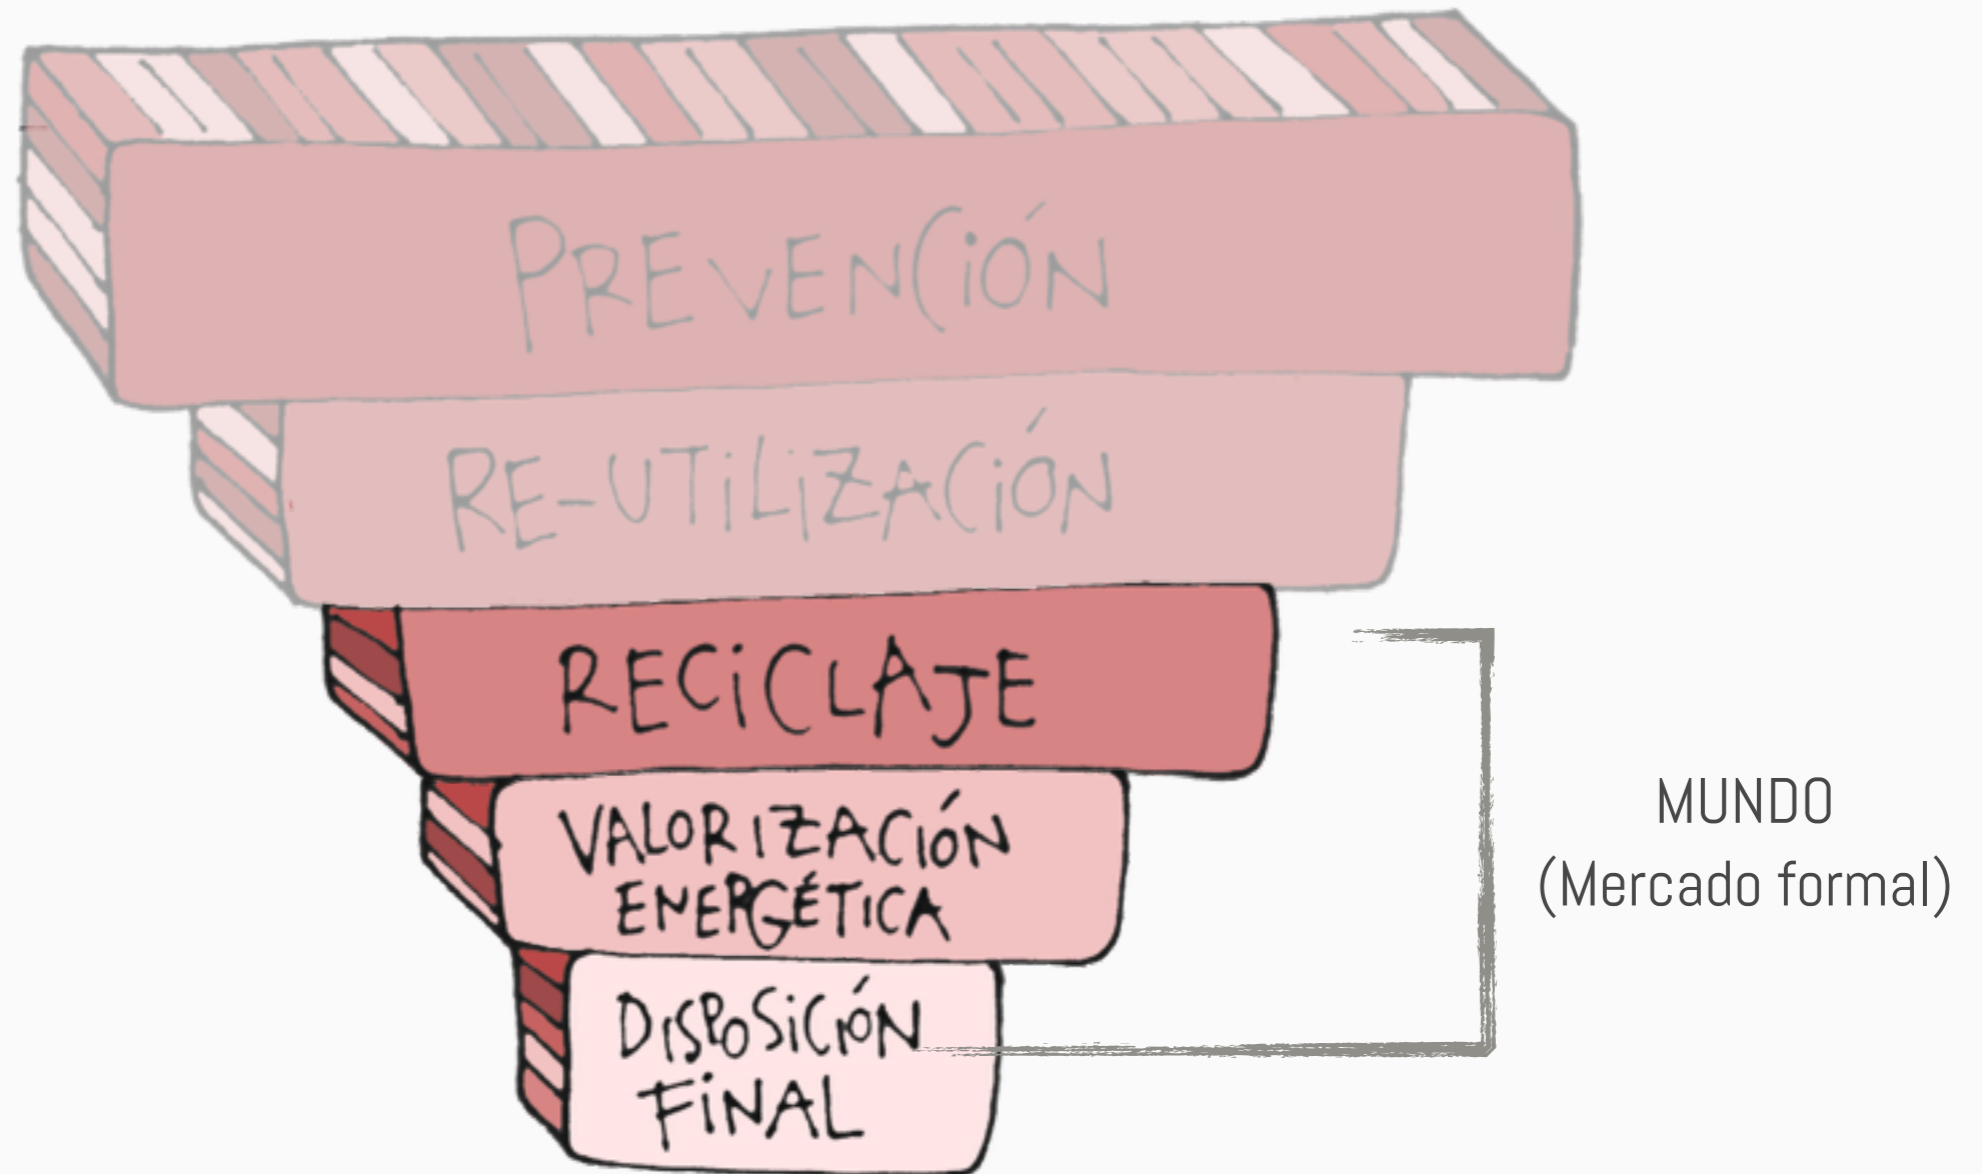 PREVENCIÓN
RE-UTILIZACIÓN
RECICLAJE
VALORIZACIÓN
ENERGÉTICA
DISPOSICIÓN
FINAL
MUNDO
(Mercado formal)